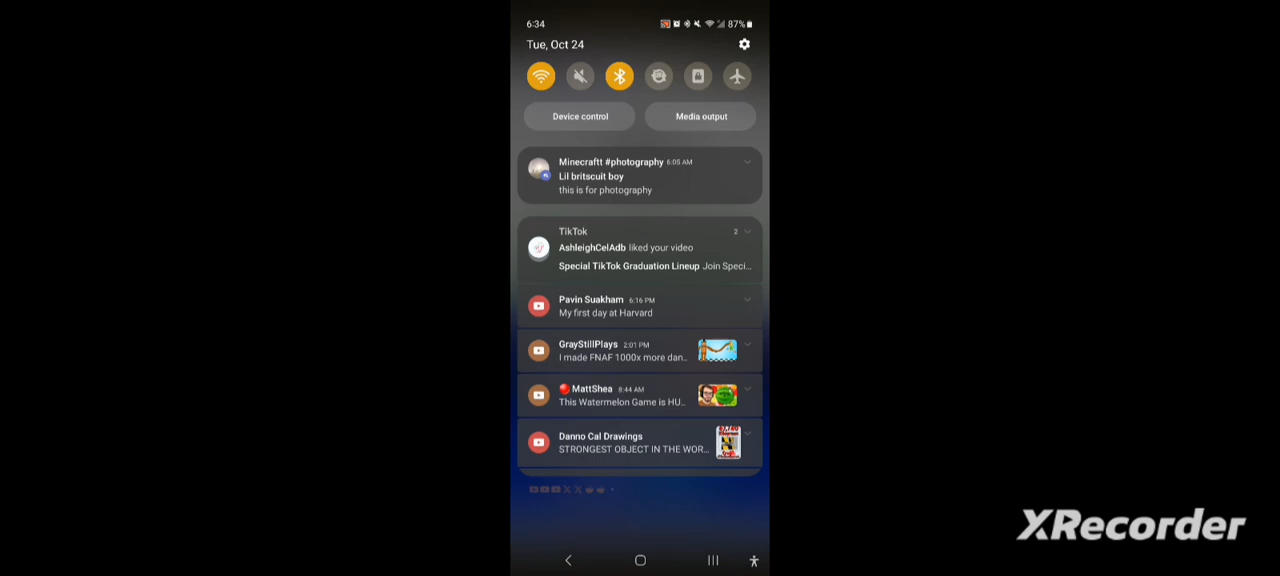 6:34
87%
Tue, Oct 24
Device control
Media output
Minecraftt #photography 6:05 AM
Lil britscuit boy
this is for photography
TikTok
2
AshleighCelAdb liked your video
Special TikTok Graduation Lineup Join Speci...
Pavin Suakham 6:16 PM
My first day at Harvard
GrayStillPlays 2:01 PM
I made FNAF 1000x more dan..
MattShea 8:44 AM
This Watermelon Game is HU..
Danno Cal Drawings
STRONGEST OBJECT IN THE WOR...
XRecorder